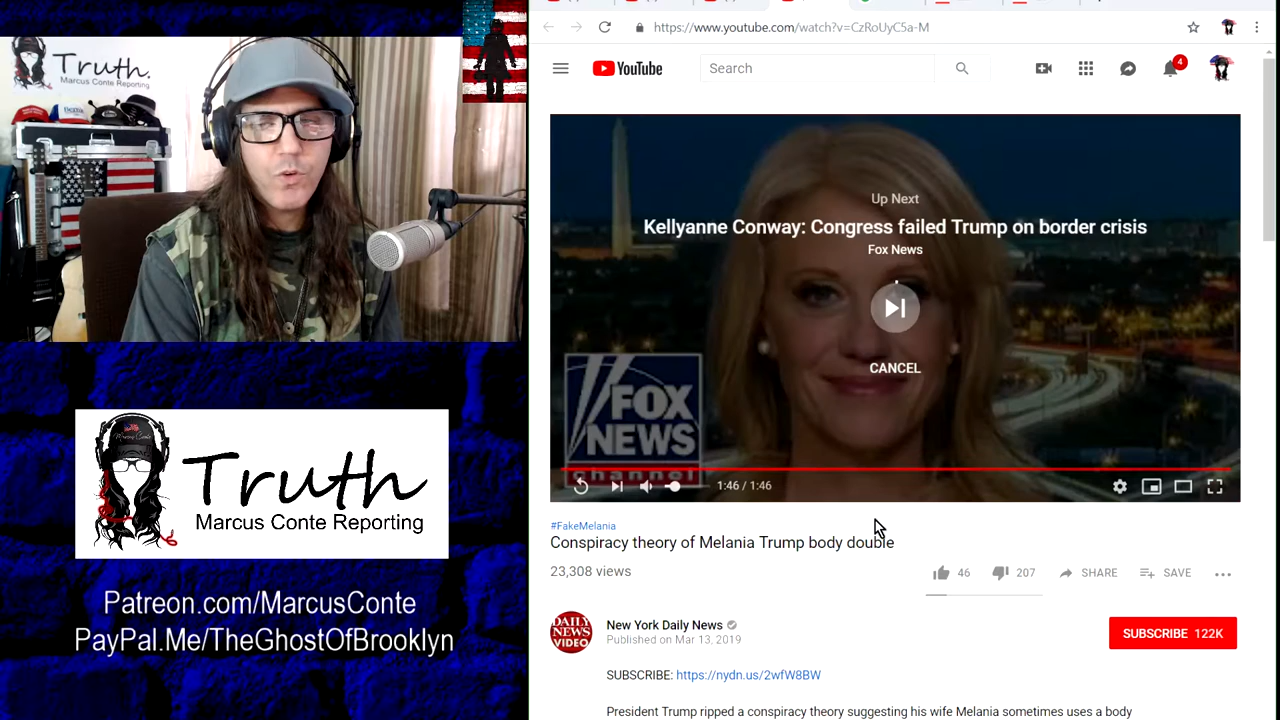 Truth.
Marcus Conte Reporting
Truth
Marcus Conte Reporting
Patreon.com/MarcusConte
PayPal.Me/TheGhostOfBrooklyn
https://www.youtube.com/watch?v=CzRoUyC5a-M
YouTube
Search
4
Up Next
Kellyanne Conway: Congress failed Trump on border crisis
Fox News
CANCEL
FOX
NEWS
channel
1:46 / 1:46
#FakeMelania
Conspiracy theory of Melania Trump body double
23,308 views
46
207
SHARE
SAVE
DAILY
NEWS
VIDEO
New York Daily News
Published on Mar 13, 2019
SUBSCRIBE 122K
SUBSCRIBE: https://nydn.us/2wfW8BW
President Trump ripped a conspiracy theory suggesting his wife Melania sometimes uses a body